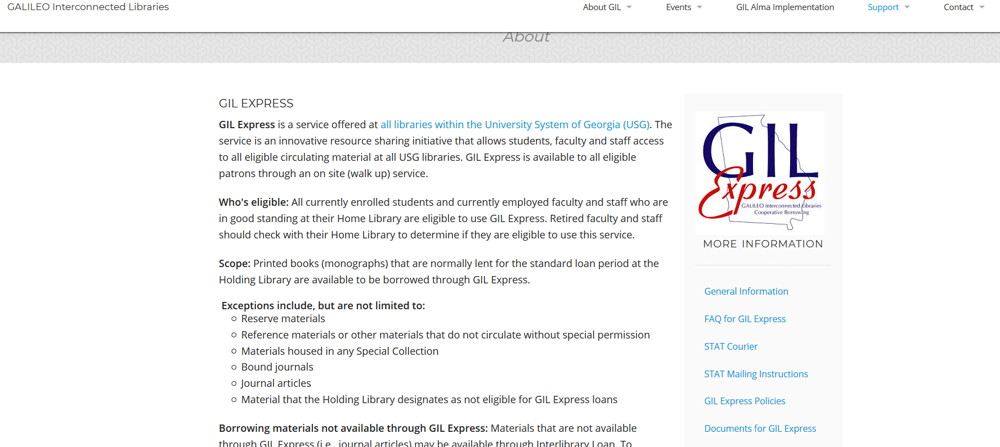 GALILEO Interconnected Libraries
About GIL
Events
GIL Alma Implementation
Support
Contact
About
GIL EXPRESS
GIL Express is a service offered at all libraries within the University System of Georgia (USG). The
service is an innovative resource sharing initiative that allows students, faculty and staff access
to all eligible circulating material at all USG libraries. GIL Express is available to all eligible
patrons through an on site (walk up) service.
Who's eligible: All currently enrolled students and currently employed faculty and staff who are
in good standing at their Home Library are eligible to use GIL Express. Retired faculty and staff
should check with their Home Library to determine if they are eligible to use this service.
Scope: Printed books (monographs) that are normally lent for the standard loan period at the
Holding Library are available to be borrowed through GIL Express.
Exceptions include, but are not limited to:
Reserve materials
Reference materials or other materials that do not circulate without special permission
Materials housed in any Special Collection
Bound journals
Journal articles
Material that the Holding Library designates as not eligible for GIL Express loans
Borrowing materials not available through GIL Express: Materials that are not available
through GIL Express (i.e., journal articles) may be available through Interlibrary Loan. To
GIL
Express
GALILEO Interconnected Libraries
Cooperative Borrowing
MORE INFORMATION
General Information
FAQ for GIL Express
STAT Courier
STAT Mailing Instructions
GIL Express Policies
Documents for GIL Express